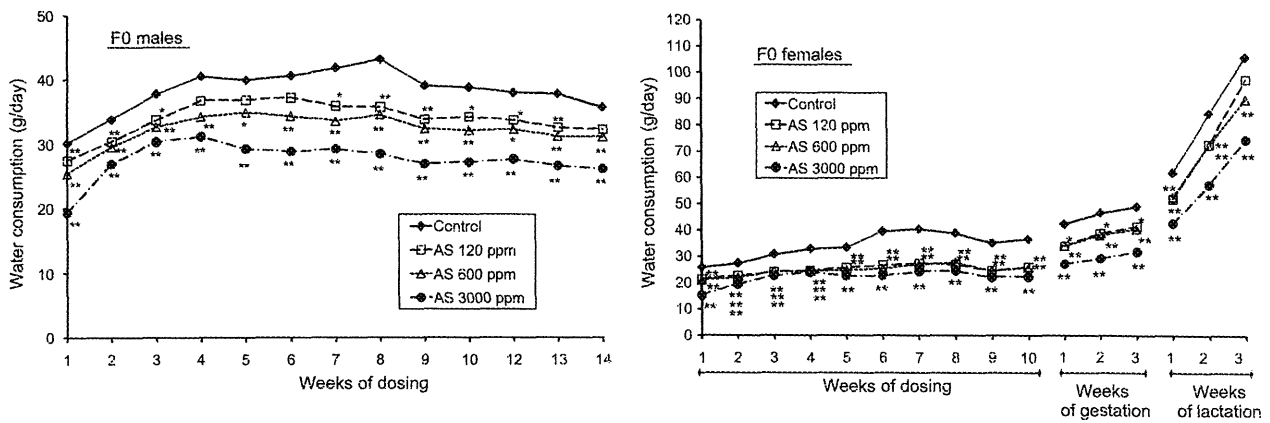 F0 males
Water consumption (g/day)
50
40
30
20
10
0
Control
AS 120 ppm
AS 600 ppm
AS 3000 ppm
** ** * * ** ** * ** * **
** ** ** ** * ** ** ** ** ** * ** **
** ** ** ** ** ** ** ** ** ** ** ** **
1 2 3 4 5 6 7 8 9 10 12 13 14
Weeks of dosing
F0 females
Water consumption (g/day)
120
110
100
90
80
70
60
50
40
30
20
10
0
Control
AS 120 ppm
AS 600 ppm
AS 3000 ppm
1 2 3 4 5 6 7 8 9 10 1 2 3 1 2 3
Weeks of dosing
Weeks
of gestation
Weeks
of lactation